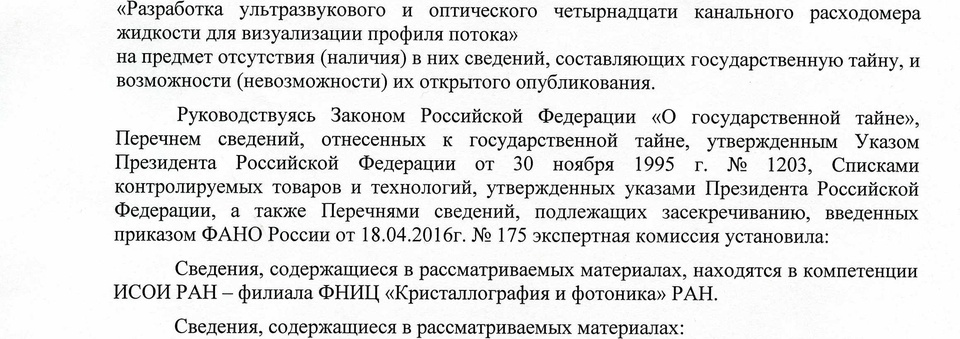 «Разработка ультразвукового и оптического четырнадцати канального расходомера
жидкости для визуализации профиля потока»
на предмет отсутствия (наличия) в них сведений, составляющих государственную тайну, и
возможности (невозможности) их открытого опубликования.
Руководствуясь Законом Российской Федерации «О государственной тайне»,
Перечнем сведений, отнесенных к государственной тайне, утвержденным Указом
Президента Российской Федерации от 30 ноября 1995 г. № 1203, Списками
контролируемых товаров и технологий, утвержденных указами Президента Российской
Федерации, а также Перечнями сведений, подлежащих засекречиванию, введенных
приказом ФАНО России от 18.04.2016г. № 175 экспертная комиссия установила:
Сведения, содержащиеся в рассматриваемых материалах, находятся в компетенции
ИСОИ РАН – филиала ФНИЦ «Кристаллография и фотоника» РАН.
Сведения, содержащиеся в рассматриваемых материалах: